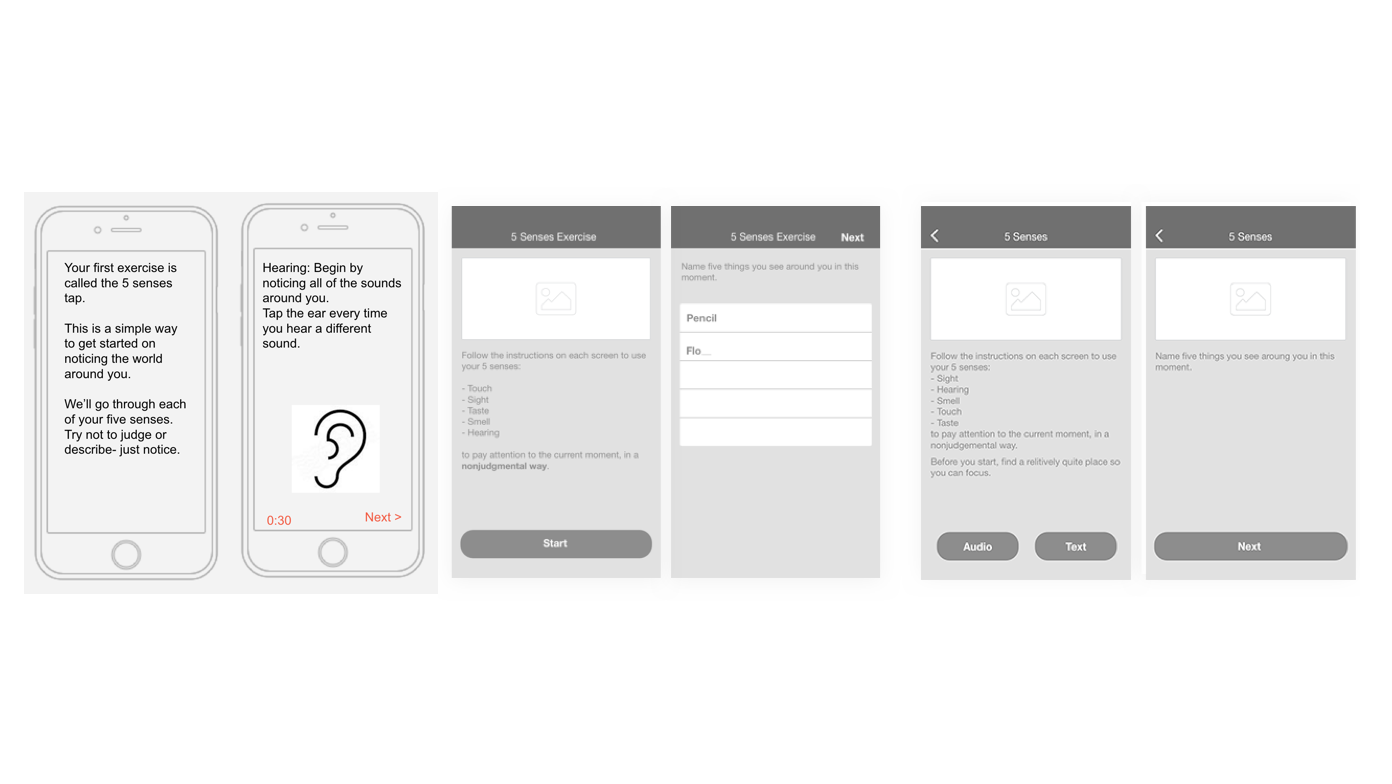 Your first exercise is
called the 5 senses
tap.
This is a simple way
to get started on
noticing the world
around you.
We'll go through each
of your five senses.
Try not to judge or
describe- just notice.
Hearing: Begin by
noticing all of the sounds
around you.
Tap the ear every time
you hear a different
sound.
0:30
Next >
5 Senses Exercise
Follow the instructions on each screen to use
your 5 senses:
- Touch
- Sight
- Taste
- Smell
- Hearing
to pay attention to the current moment, in a
nonjudgmental way.
Start
5 Senses Exercise
Next
Name five things you see around you in this
moment.
Pencil
Flo__
5 Senses
Follow the instructions on each screen to use
your 5 senses:
- Sight
- Hearing
- Smell
- Touch
- Taste
to pay attention to the current moment, in a
nonjudgemental way.
Before you start, find a relitively quite place so
you can focus.
Audio
Text
5 Senses
Name five things you see aroung you in this
moment.
Next